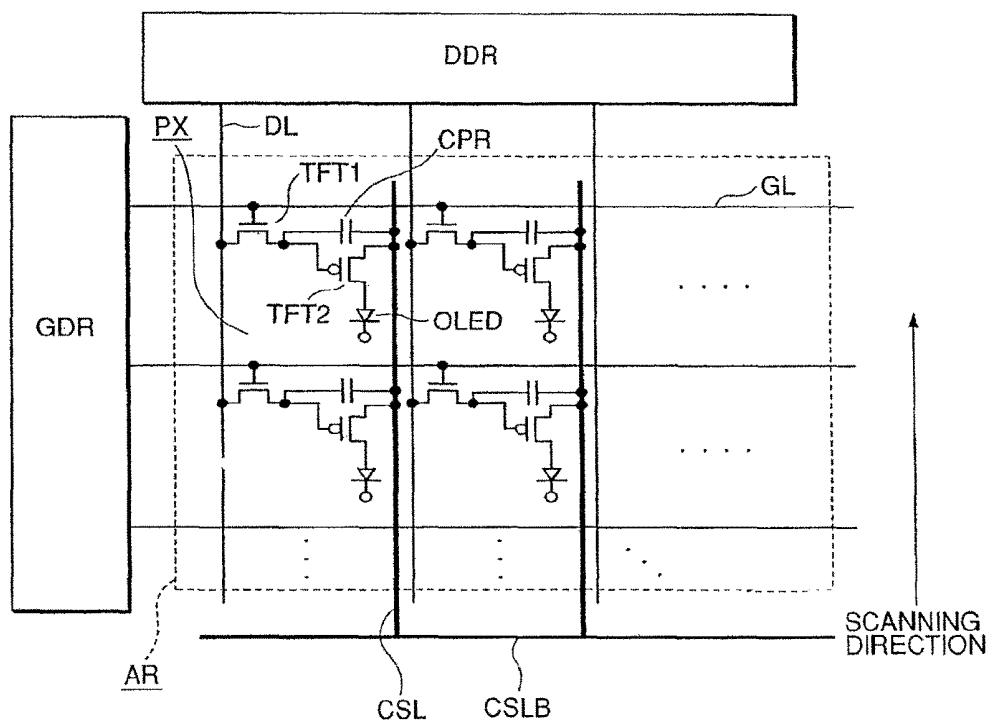 DDR
PX
DL
CPR
TFT1
GL
TFT2
OLED
GDR
SCANNING
DIRECTION
AR
CSL
CSLB